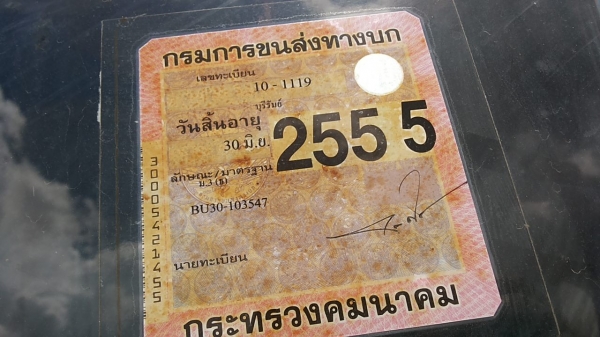 กรมการขนส่งทางบก
เลขทะเบียน
10 - 1119
บุรีรัมย์
วันสิ้นอายุ
30 มิ.ย. 2555
ลักษณะ/มาตรฐาน
ม.3 (ข)
BU30-103547
นายทะเบียน
กระทรวงคมนาคม
300005421455